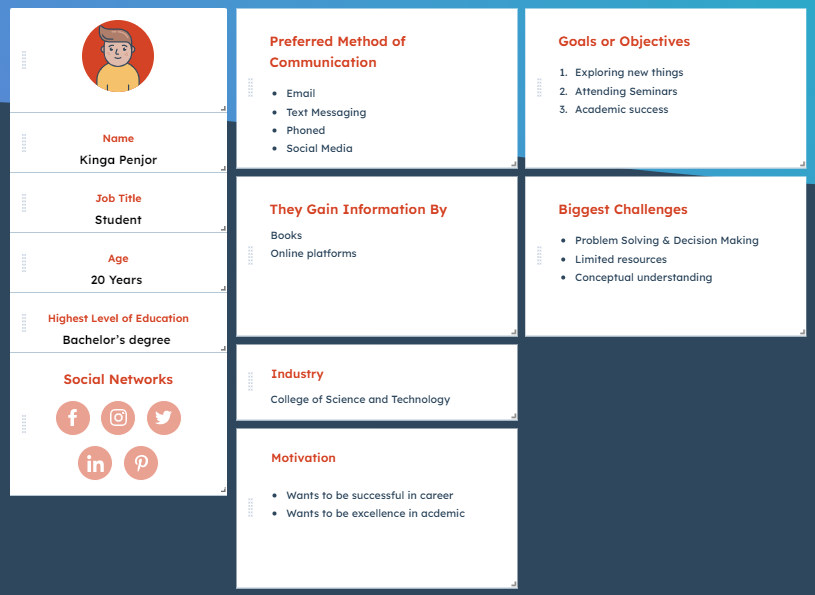 Name
Kinga Penjor
Job Title
Student
Age
20 Years
Highest Level of Education
Bachelor's degree
Social Networks
Preferred Method of
Communication
• Email
• Text Messaging
• Phoned
• Social Media
They Gain Information By
Books
Online platforms
Industry
College of Science and Technology
Motivation
• Wants to be successful in career
• Wants to be excellence in acdemic
Goals or Objectives
1. Exploring new things
2. Attending Seminars
3. Academic success
Biggest Challenges
• Problem Solving & Decision Making
• Limited resources
• Conceptual understanding